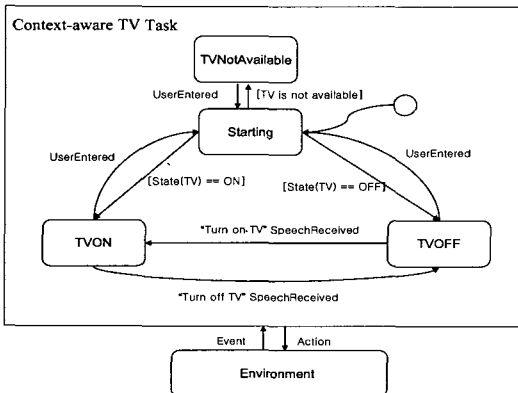 Context-aware TV Task
TVNotAvailable
UserEntered
[TV is not available]
Starting
UserEntered
UserEntered
[State(TV) == ON]
[State(TV) == OFF]
"Turn on TV" SpeechReceived
TVON
TVOFF
"Turn off TV" SpeechReceived
Event
Action
Environment